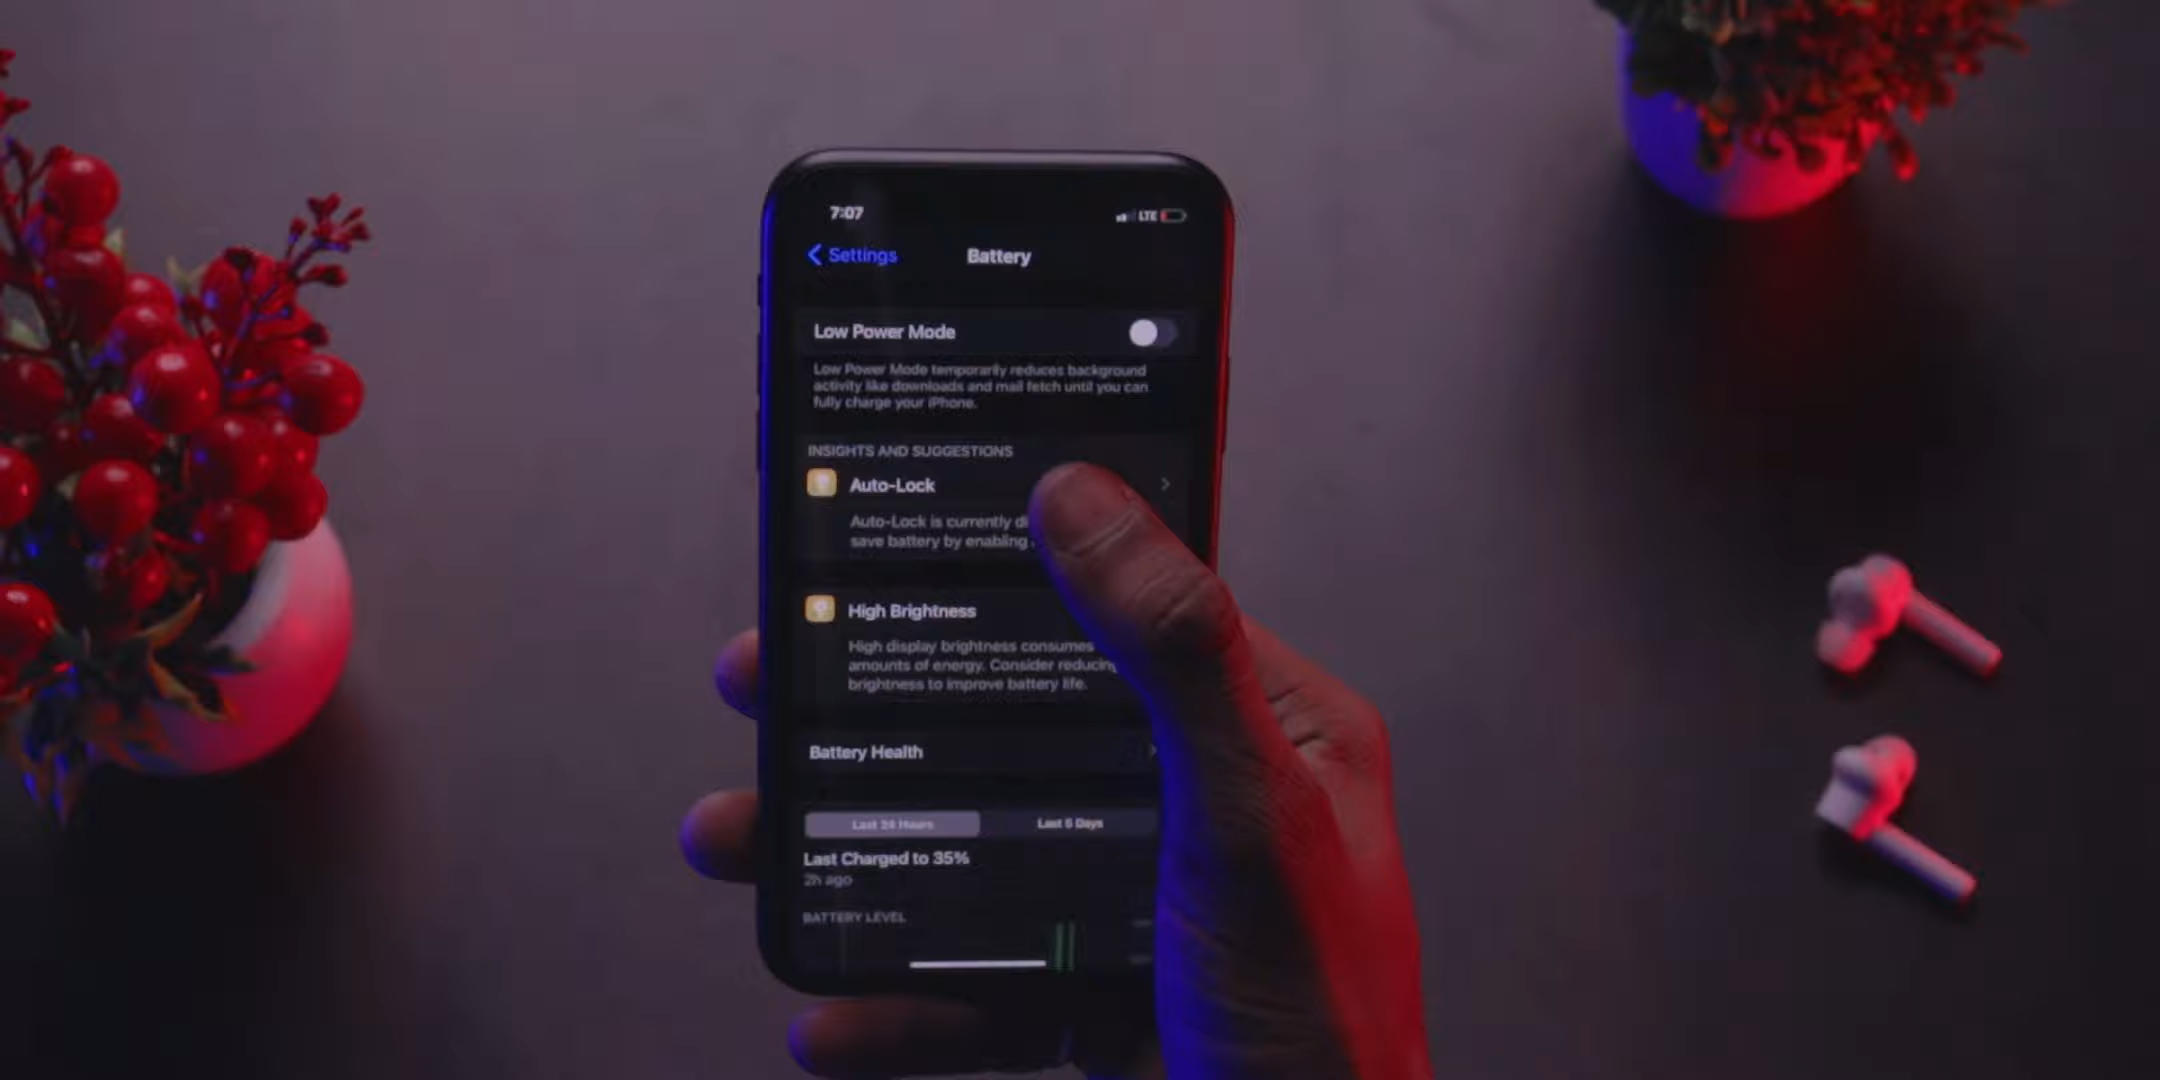 7:07
LTE
Settings
Battery
Low Power Mode
Low Power Mode temporarily reduces background
activity like downloads and mail fetch until you can
fully charge your iPhone.
INSIGHTS AND SUGGESTIONS
Auto-Lock
Auto-Lock is currently
save battery by enabling
High Brightness
High display brightness consumes
amounts of energy. Consider reducing
brightness to improve battery life.
Battery Health
Last 24 Hours
Last 5 Days
Last Charged to 35%
2h ago
BATTERY LEVEL